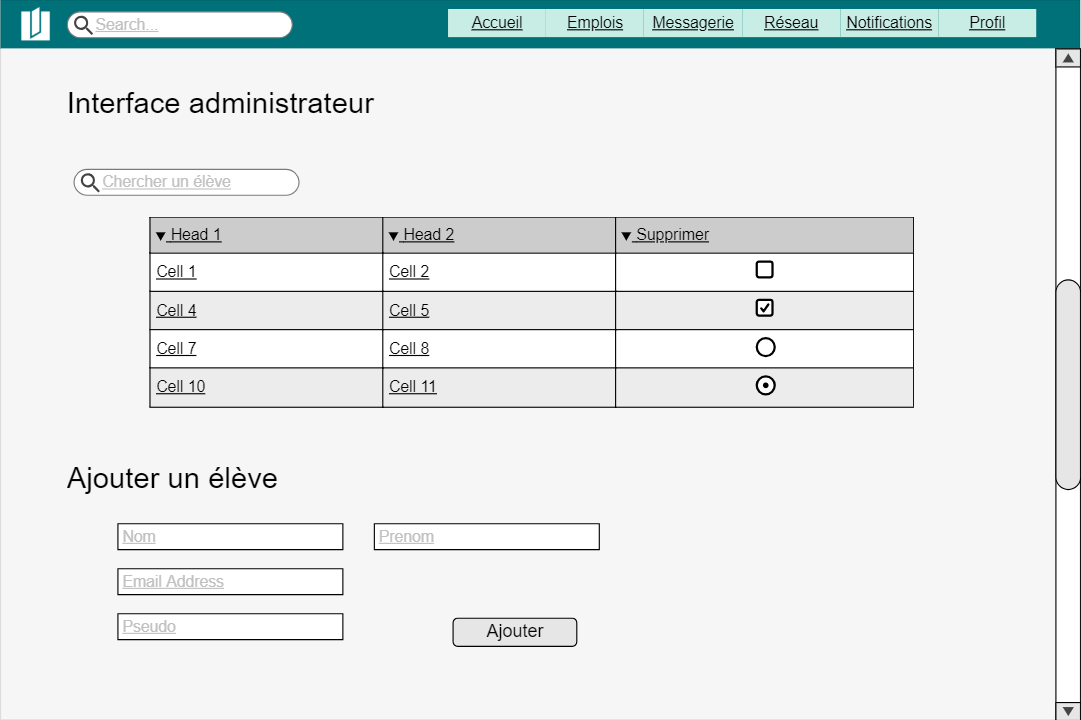 Search...
Accueil Emplois Messagerie Réseau Notifications Profil
Interface administrateur
Chercher un élève
Head 1 Head 2 Supprimer
Cell 1 Cell 2
Cell 4 Cell 5
Cell 7 Cell 8
Cell 10 Cell 11
Ajouter un élève
Nom Prenom
Email Address
Pseudo
Ajouter